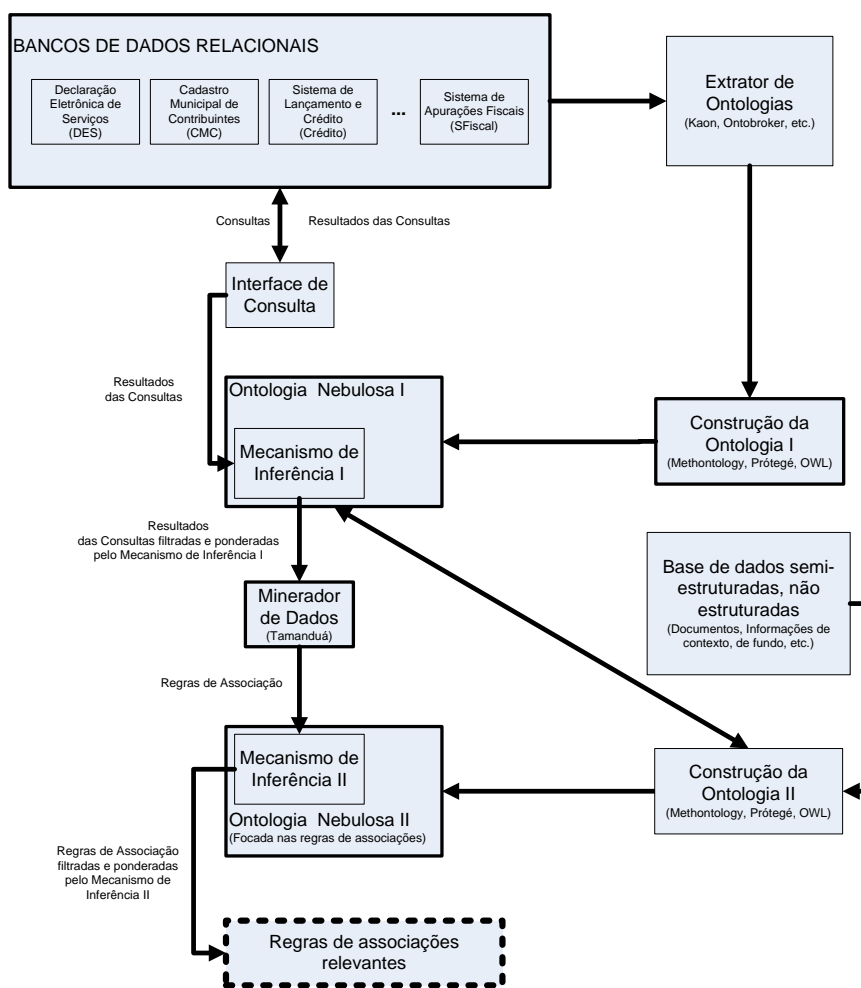 BANCOS DE DADOS RELACIONAIS
Declaração
Eletrônica de
Serviços
(DES)
Cadastro
Municipal de
Contribuintes
(CMC)
Sistema de
Lançamento e
Crédito
(Crédito)
...
Sistema de
Apurações Fiscais
(SFiscal)
Extrator de
Ontologias
(Kaon, Ontobroker, etc.)
Consultas
Resultados das Consultas
Interface de
Consulta
Resultados
das Consultas
Ontologia Nebulosa I
Mecanismo de
Inferência I
Construção da
Ontologia I
(Methontology, Prótegé, OWL)
Resultados
das Consultas filtradas e ponderadas
pelo Mecanismo de Inferência I
Base de dados semi-
estruturadas, não
estruturadas
(Documentos, Informações de
contexto, de fundo, etc.)
Minerador
de Dados
(Tamanduá)
Regras de Associação
Mecanismo de
Inferência II
Ontologia Nebulosa II
(Focada nas regras de associações)
Construção da
Ontologia II
(Methontology, Prótegé, OWL)
Regras de Associação
filtradas e ponderadas
pelo Mecanismo de
Inferência II
Regras de associações
relevantes